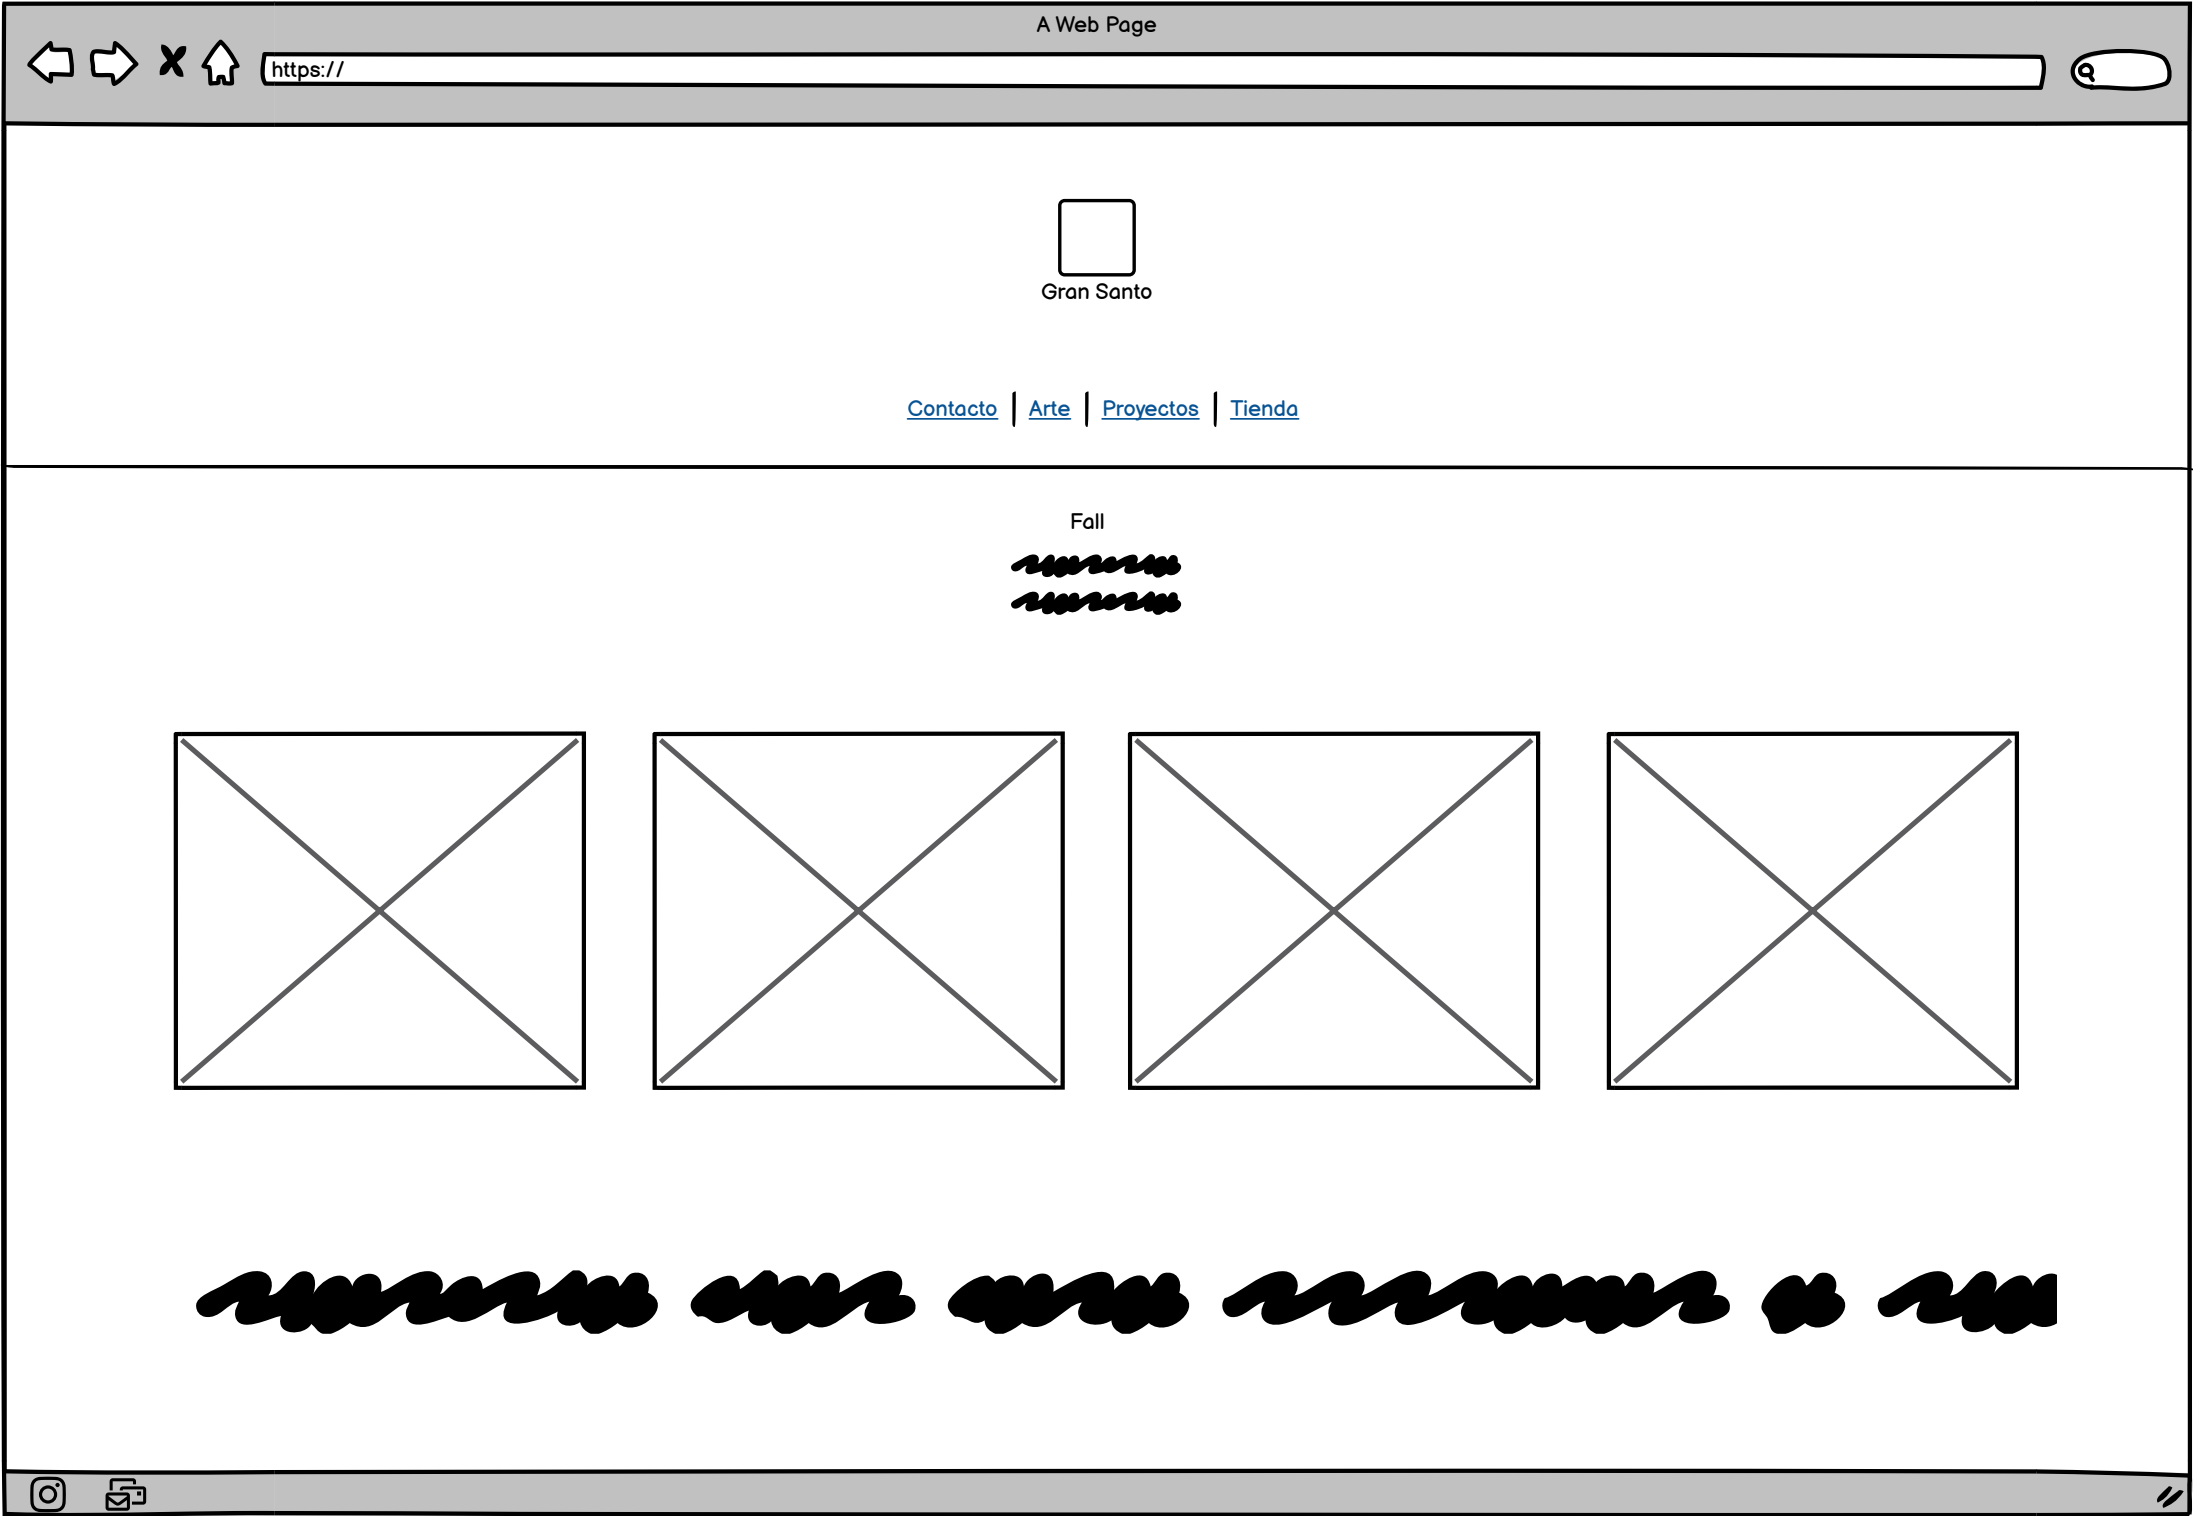 A Web Page
https://
Gran Santo
Contacto | Arte | Proyectos | Tienda
Fall